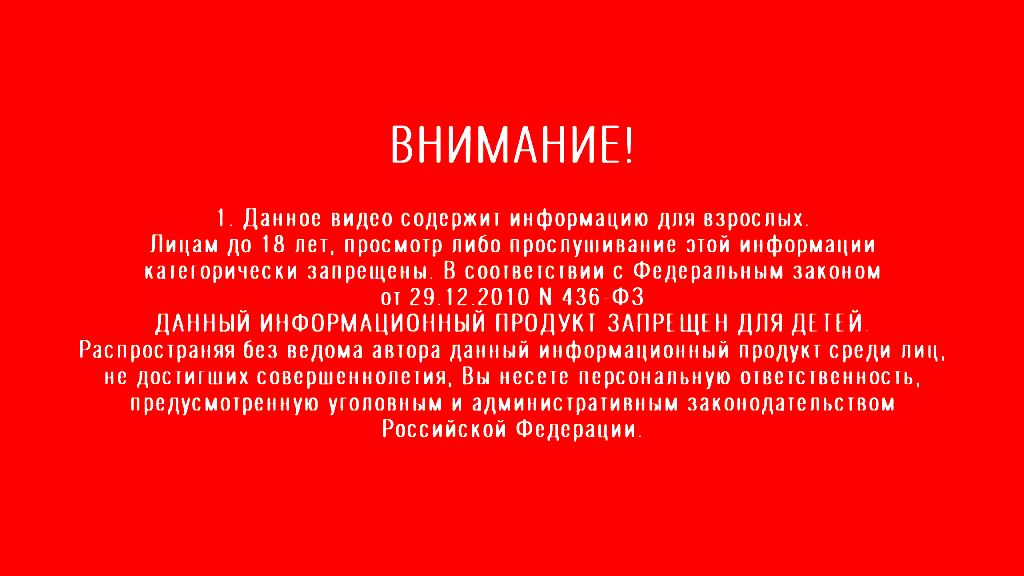 ВНИМАНИЕ!
1. Данное видео содержит информацию для взрослых.
Лицам до 18 лет, просмотр либо прослушивание этой информации
категорически запрещены. В соответствии с Федеральным законом
от 29.12.2010 N 436-ФЗ
ДАННЫЙ ИНФОРМАЦИОННЫЙ ПРОДУКТ ЗАПРЕЩЕН ДЛЯ ДЕТЕЙ.
Распространяя без ведома автора данный информационный продукт среди лиц,
не достигших совершеннолетия, Вы несете персональную ответственность,
предусмотренную уголовным и административным законодательством
Российской Федерации.